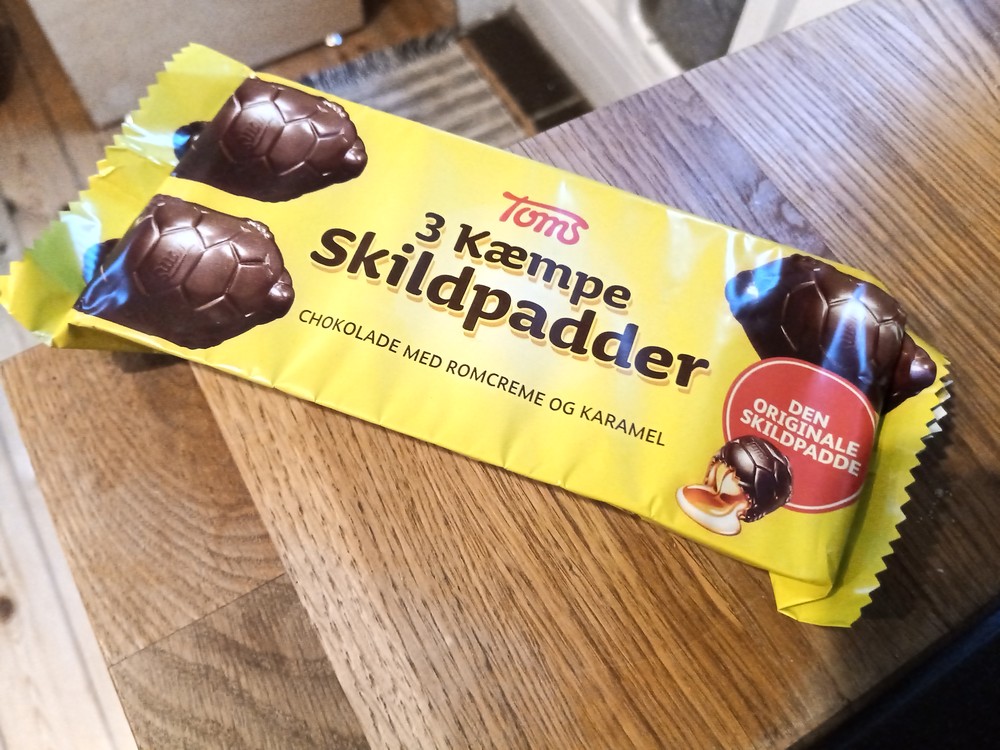 Toms
3 Kæmpe
Skildpadder
CHOKOLADE MED ROMCREME OG KARAMEL
DEN
ORIGINALE
SKILDPADDE